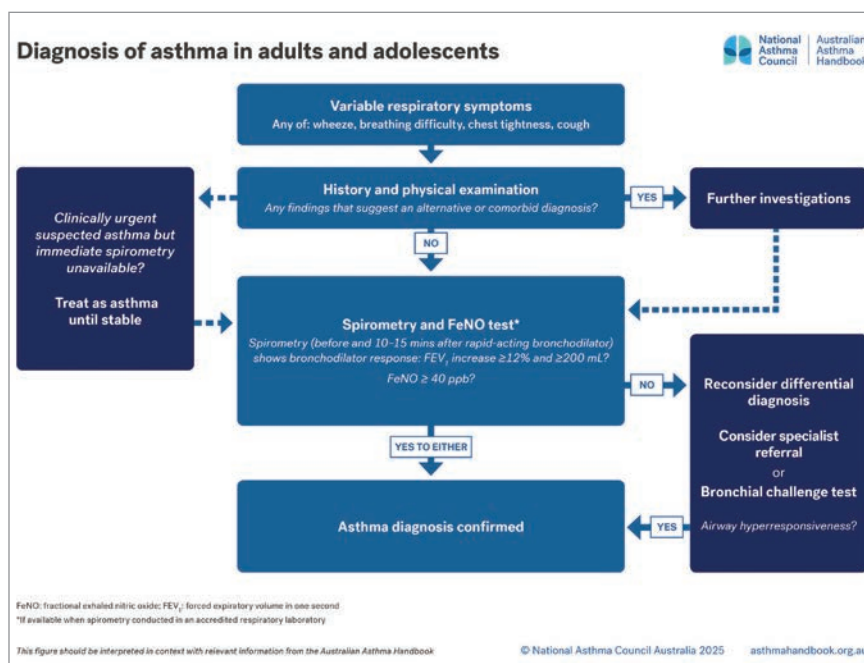 Diagnosis of asthma in adults and adolescents
National
Asthma
Council
Australian
Asthma
Handbook
Variable respiratory symptoms
Any of: wheeze, breathing difficulty, chest tightness, cough
History and physical examination
Any findings that suggest an alternative or comorbid diagnosis?
YES
Further investigations
Clinically urgent
suspected asthma but
immediate spirometry
unavailable?
Treat as asthma
until stable
NO
Spirometry and FeNO test*
Spirometry (before and 10–15 mins after rapid-acting bronchodilator)
shows bronchodilator response: FEV₁ increase ≥12% and ≥200 mL?
FeNO ≥ 40 ppb?
NO
Reconsider differential
diagnosis
Consider specialist
referral
or
Bronchial challenge test
Airway hyperresponsiveness?
YES TO EITHER
YES
Asthma diagnosis confirmed
FeNO: fractional exhaled nitric oxide; FEV₁: forced expiratory volume in one second
*If available when spirometry conducted in an accredited respiratory laboratory
This figure should be interpreted in context with relevant information from the Australian Asthma Handbook
© National Asthma Council Australia 2025
asthmahandbook.org.au